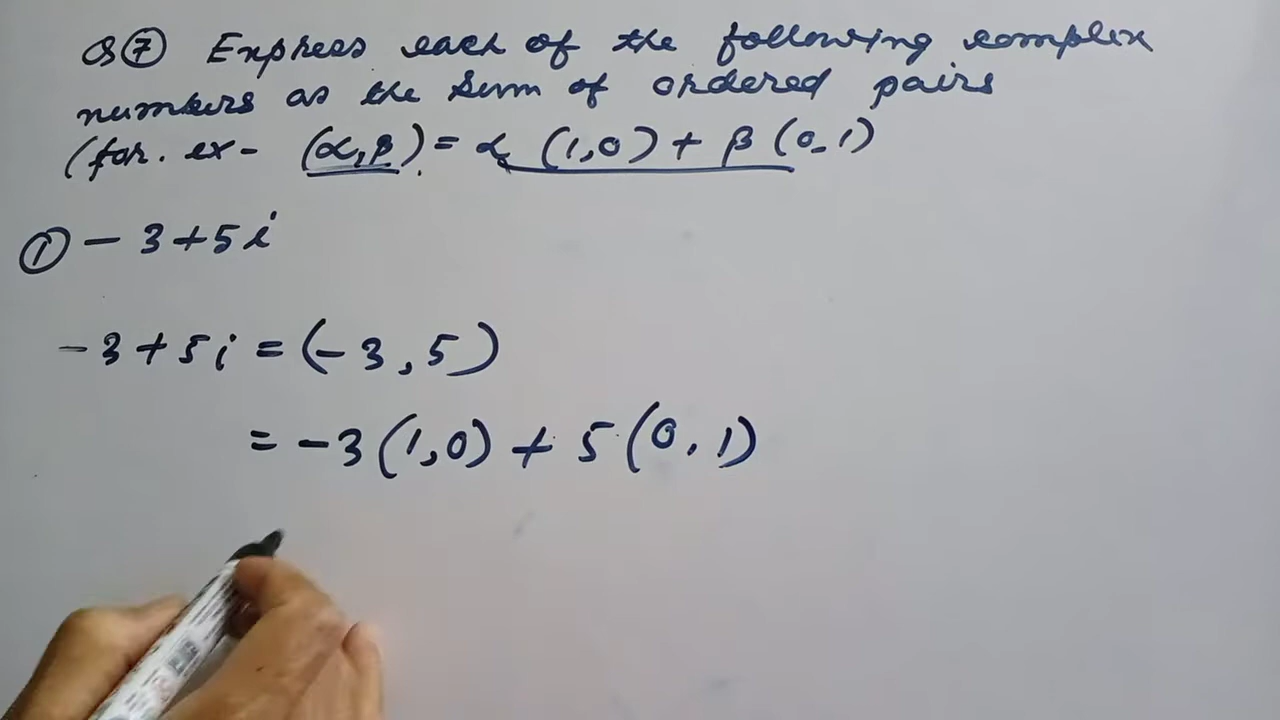 Q⑦ Express each of the following complex
numbers as the sum of ordered pairs
(for. ex- (α,β) = α (1,0) + β (0,1)
① - 3+5i
-3+5i = (-3,5)
= -3(1,0) + 5(0,1)